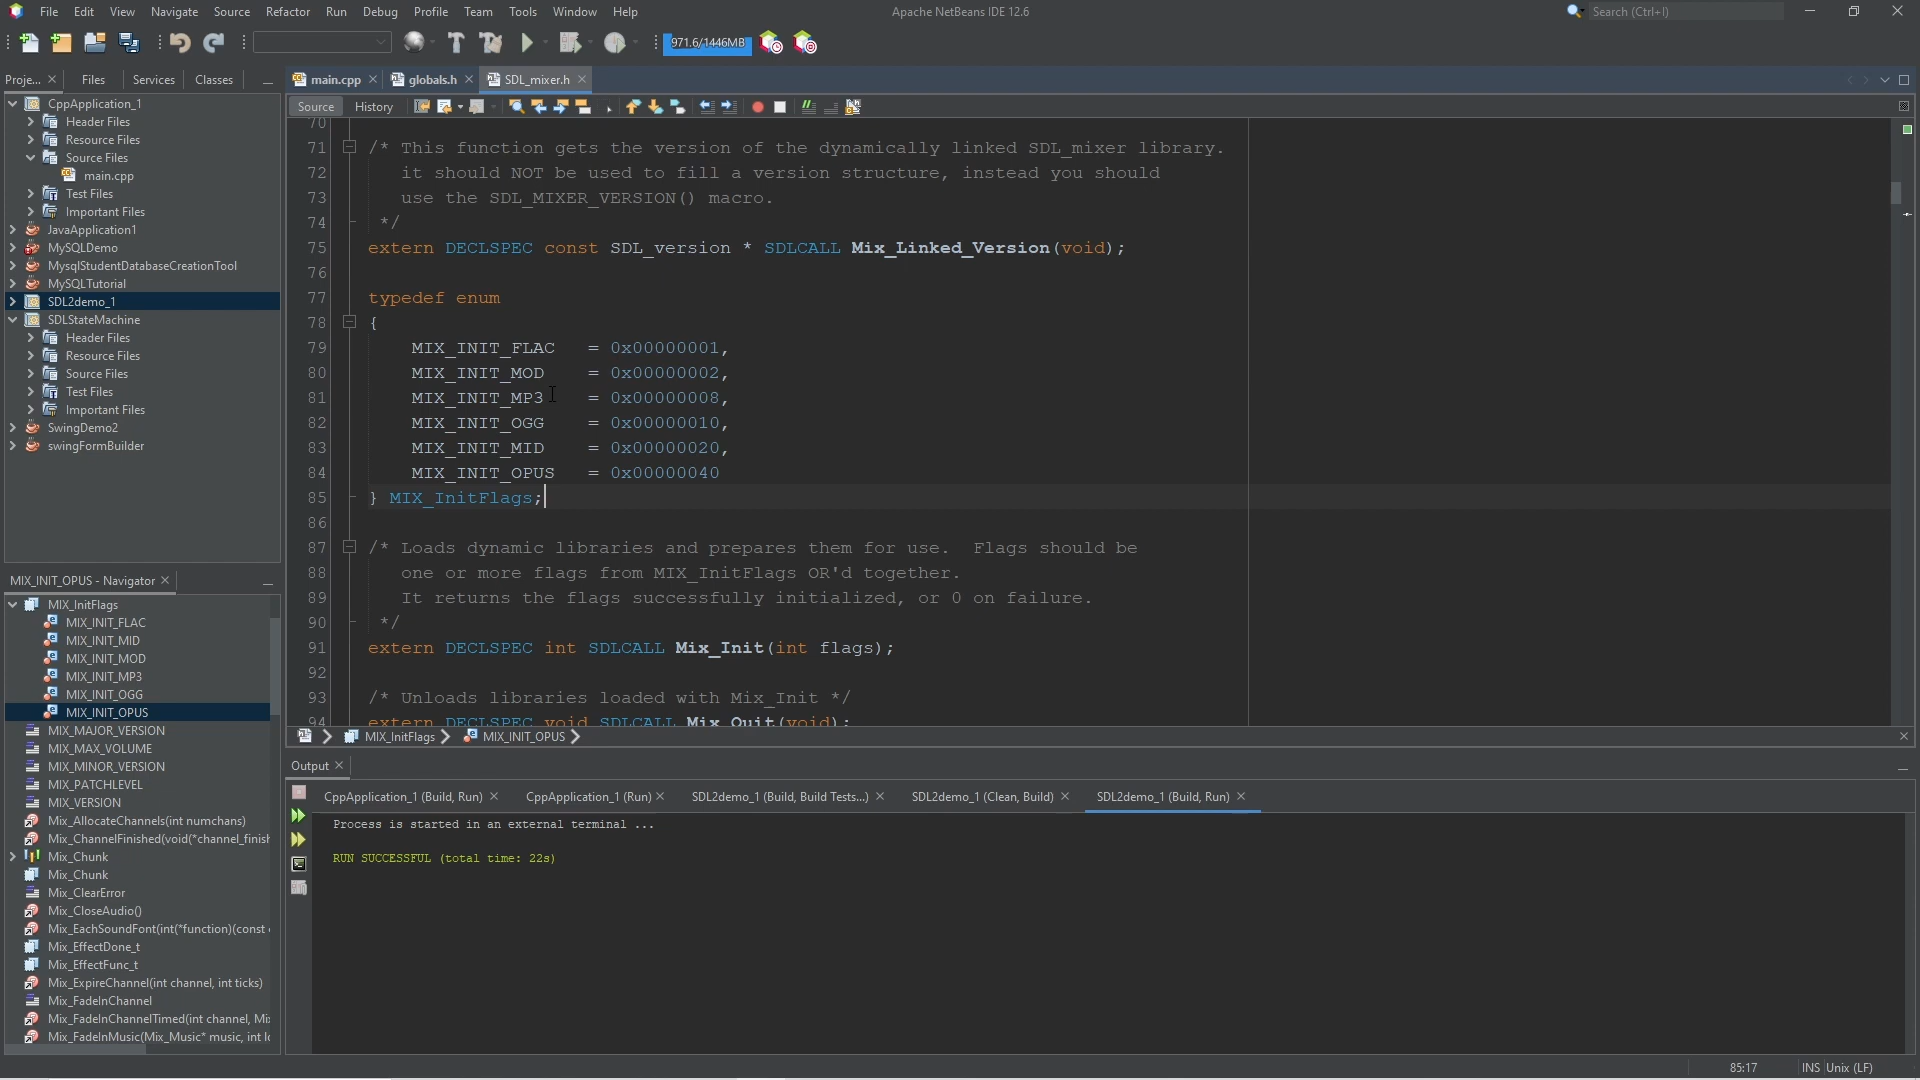 File Edit View Navigate Source Refactor Run Debug Profile Team Tools Window Help
Apache NetBeans IDE 12.6
Search (Ctrl+I)
971.6/1446MB
Proje... Files Services Classes
main.cpp globals.h SDL_mixer.h
Source History
CppApplication_1
Header Files
Resource Files
Source Files
main.cpp
Test Files
Important Files
JavaApplication1
MySQLDemo
MysqlStudentDatabaseCreationTool
MySQLTutorial
SDL2demo_1
SDLStateMachine
Header Files
Resource Files
Source Files
Test Files
Important Files
SwingDemo2
swingFormBuilder
70
71 /* This function gets the version of the dynamically linked SDL_mixer library.
72 it should NOT be used to fill a version structure, instead you should
73 use the SDL_MIXER_VERSION() macro.
74 */
75 extern DECLSPEC const SDL_version * SDLCALL Mix_Linked_Version(void);
76
77 typedef enum
78 {
79 MIX_INIT_FLAC = 0x00000001,
80 MIX_INIT_MOD = 0x00000002,
81 MIX_INIT_MP3 = 0x00000008,
82 MIX_INIT_OGG = 0x00000010,
83 MIX_INIT_MID = 0x00000020,
84 MIX_INIT_OPUS = 0x00000040
85 } MIX_InitFlags;
86
87 /* Loads dynamic libraries and prepares them for use. Flags should be
88 one or more flags from MIX_InitFlags OR'd together.
89 It returns the flags successfully initialized, or 0 on failure.
90 */
91 extern DECLSPEC int SDLCALL Mix_Init(int flags);
92
93 /* Unloads libraries loaded with Mix_Init */
94 extern DECLSPEC void SDLCALL Mix_Quit(void);
MIX_InitFlags MIX_INIT_OPUS
MIX_INIT_OPUS - Navigator
MIX_InitFlags
MIX_INIT_FLAC
MIX_INIT_MID
MIX_INIT_MOD
MIX_INIT_MP3
MIX_INIT_OGG
MIX_INIT_OPUS
MIX_MAJOR_VERSION
MIX_MAX_VOLUME
MIX_MINOR_VERSION
MIX_PATCHLEVEL
MIX_VERSION
Mix_AllocateChannels(int numchans)
Mix_ChannelFinished(void(*channel_finish
Mix_Chunk
Mix_Chunk
Mix_ClearError
Mix_CloseAudio()
Mix_EachSoundFont(int(*function)(const
Mix_EffectDone_t
Mix_EffectFunc_t
Mix_ExpireChannel(int channel, int ticks)
Mix_FadeInChannel
Mix_FadeInChannelTimed(int channel, Mi
Mix_FadeInMusic(Mix_Music* music, int l
Output
CppApplication_1 (Build, Run) CppApplication_1 (Run) SDL2demo_1 (Build, Build Tests...) SDL2demo_1 (Clean, Build) SDL2demo_1 (Build, Run)
Process is started in an external terminal ...
RUN SUCCESSFUL (total time: 22s)
85:17 INS Unix (LF)